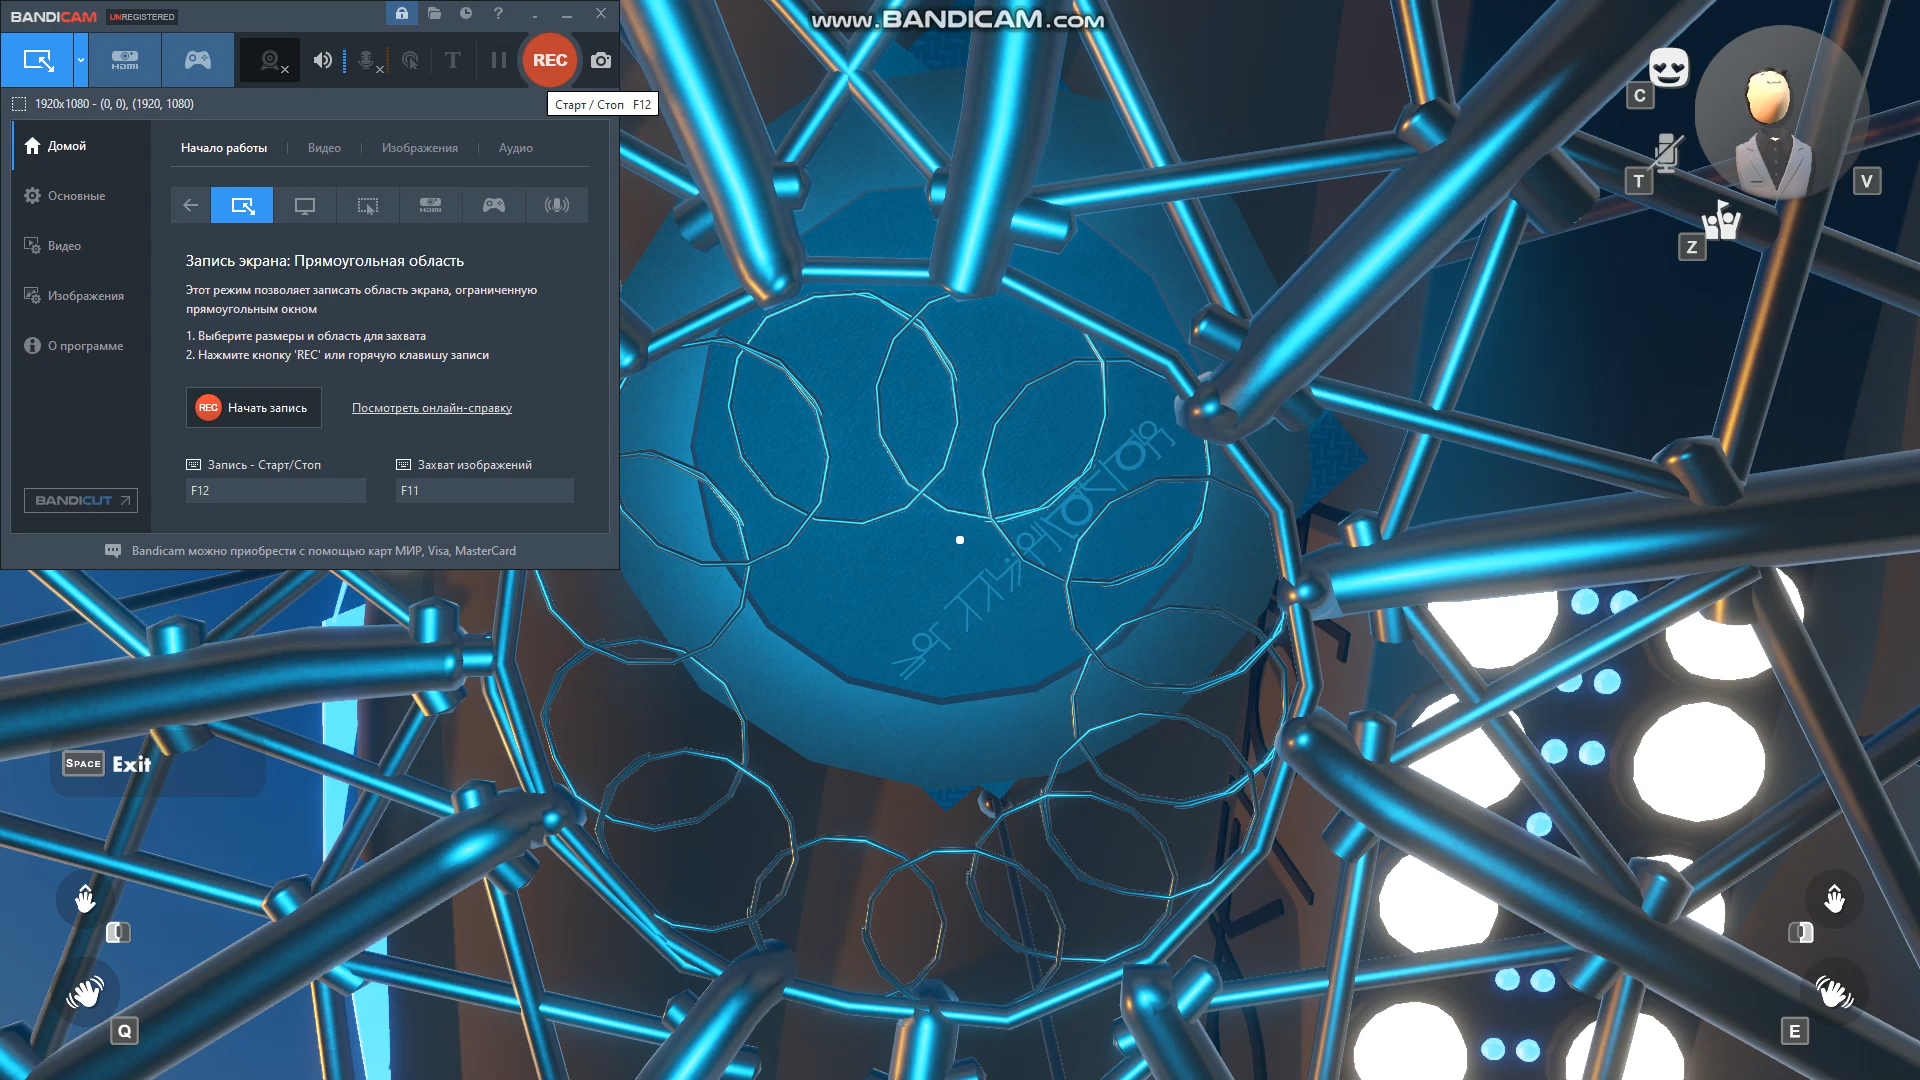 www.BANDICAM.com
BANDICAM UNREGISTERED
HDMI
T
REC
1920x1080 - (0, 0), (1920, 1080)
Старт / Стоп F12
Домой
Основные
Видео
Изображения
О программе
BANDICUT
Начало работы
Видео
Изображения
Аудио
HDMI
Запись экрана: Прямоугольная область
Этот режим позволяет записать область экрана, ограниченную
прямоугольным окном
1. Выберите размеры и область для захвата
2. Нажмите кнопку 'REC' или горячую клавишу записи
REC Начать запись
Посмотреть онлайн-справку
Запись - Старт/Стоп
Захват изображений
F12
F11
Bandicam можно приобрести с помощью карт МИР, Visa, MasterCard
C
T
V
Z
SPACE Exit
Q
E